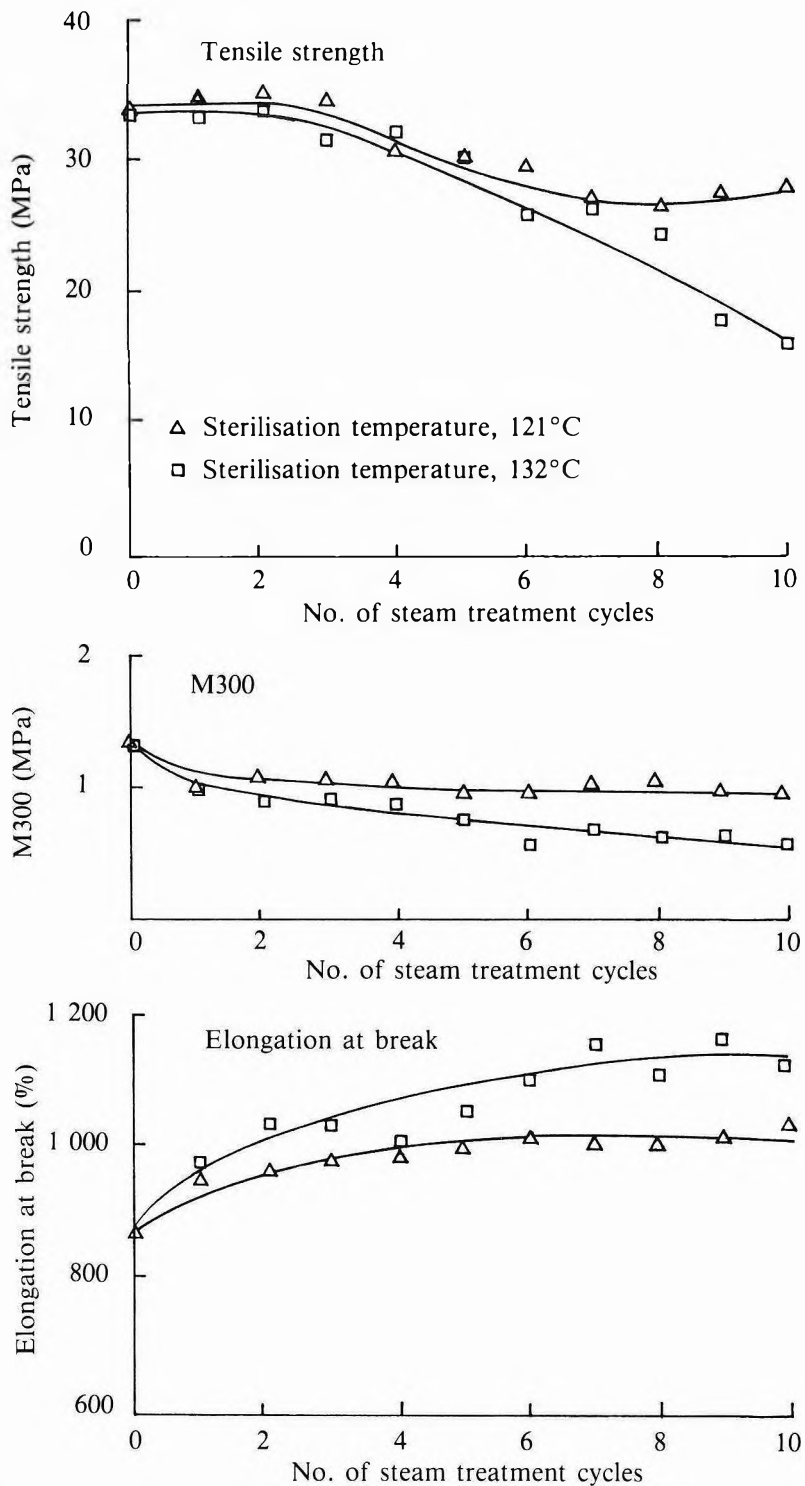 40
Tensile strength
30
Tensile strength (MPa)
20
10
Sterilisation temperature, 121°C
Sterilisation temperature, 132°C
0
0 2 4 6 8 10
No. of steam treatment cycles
2
M300
M300 (MPa)
1
0 2 4 6 8 10
No. of steam treatment cycles
1 200
Elongation at break
Elongation at break (%)
1 000
800
600
0 2 4 6 8 10
No. of steam treatment cycles